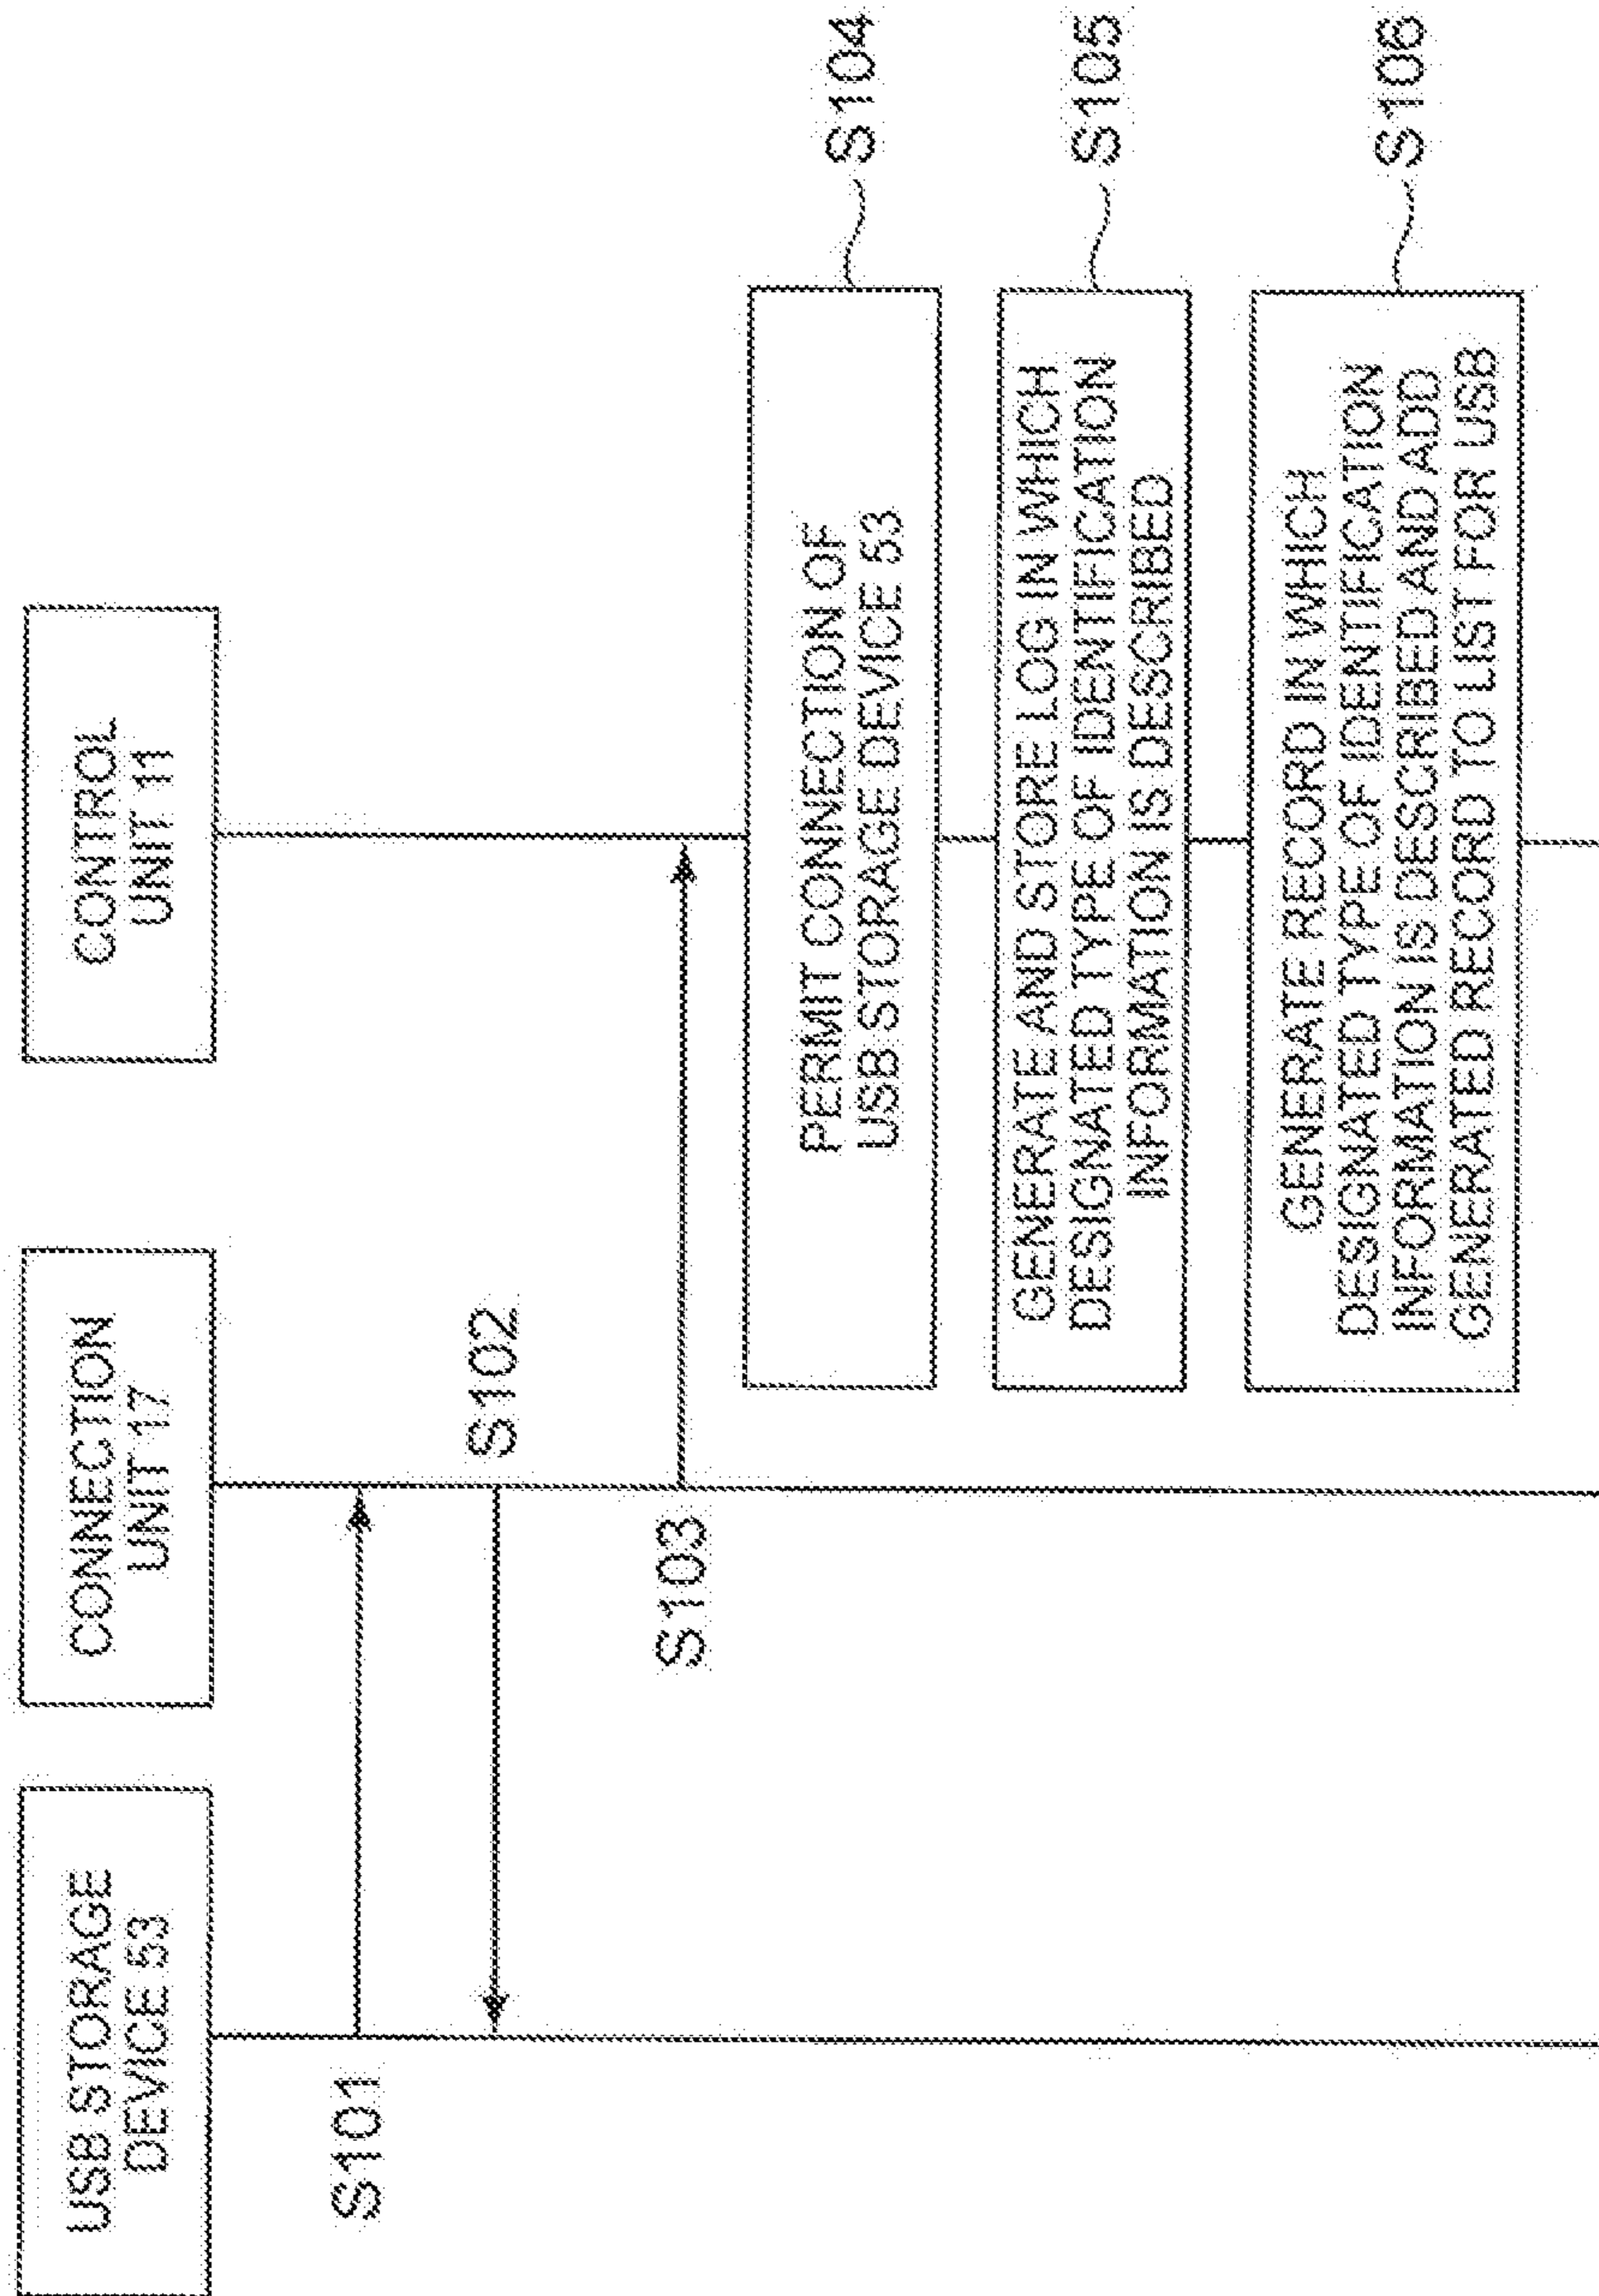 USB STORAGE
DEVICE 53
CONNECTION
UNIT 17
CONTROL
UNIT 11
S101
S102
S103
PERMIT CONNECTION OF
USB STORAGE DEVICE 53
S104
GENERATE AND STORE LOG IN WHICH
DESIGNATED TYPE OF IDENTIFICATION
INFORMATION IS DESCRIBED
S105
GENERATE RECORD IN WHICH
DESIGNATED TYPE OF IDENTIFICATION
INFORMATION IS DESCRIBED AND ADD
GENERATED RECORD TO LIST FOR USB
S106